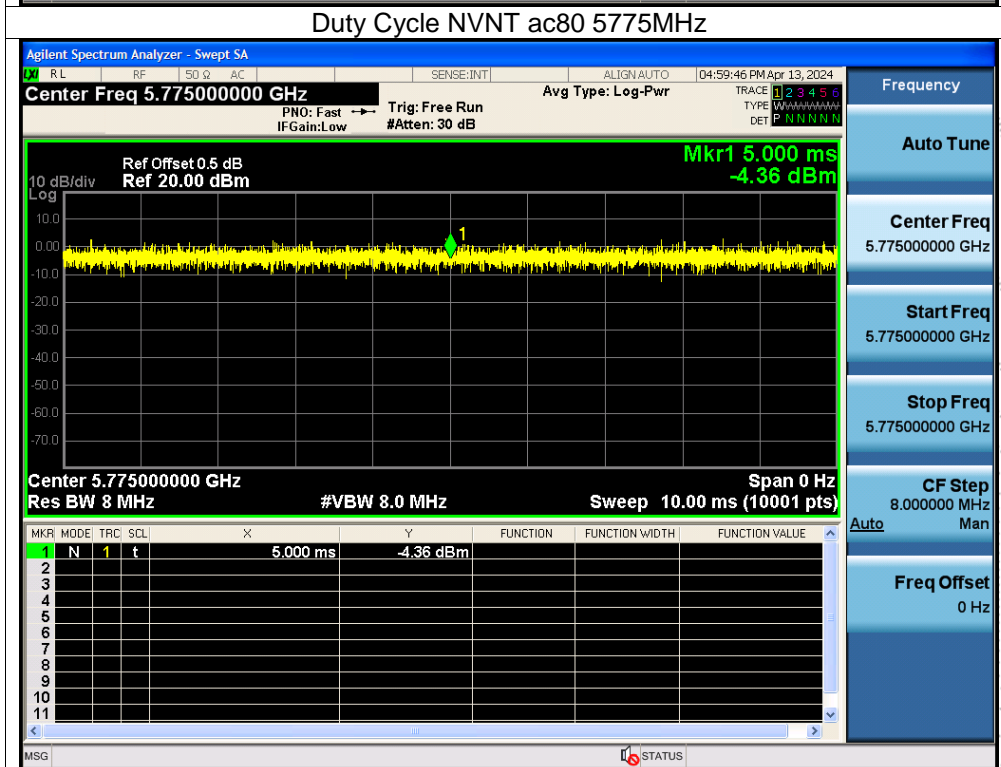 Duty Cycle NVNT ac80 5775MHz
Agilent Spectrum Analyzer - Swept SA
LXI RL RF 50 Ω AC SENSE:INT ALIGN AUTO 04:59:46 PM Apr 13, 2024
Center Freq 5.775000000 GHz Avg Type: Log-Pwr TRACE 1 2 3 4 5 6
PNO: Fast Trig: Free Run TYPE WWWWWW
IFGain:Low #Atten: 30 dB DET P N N N N N
Frequency
Auto Tune
Center Freq
5.775000000 GHz
Start Freq
5.775000000 GHz
Stop Freq
5.775000000 GHz
CF Step
8.000000 MHz
Auto Man
Freq Offset
0 Hz
Mkr1 5.000 ms
-4.36 dBm
Ref Offset 0.5 dB
10 dB/div Ref 20.00 dBm
Log
10.0
0.00
-10.0
-20.0
-30.0
-40.0
-50.0
-60.0
-70.0
1
Center 5.775000000 GHz Span 0 Hz
Res BW 8 MHz #VBW 8.0 MHz Sweep 10.00 ms (10001 pts)
MKR MODE TRC SCL X Y FUNCTION FUNCTION WIDTH FUNCTION VALUE
1 N 1 t 5.000 ms -4.36 dBm
2
3
4
5
6
7
8
9
10
11
MSG STATUS